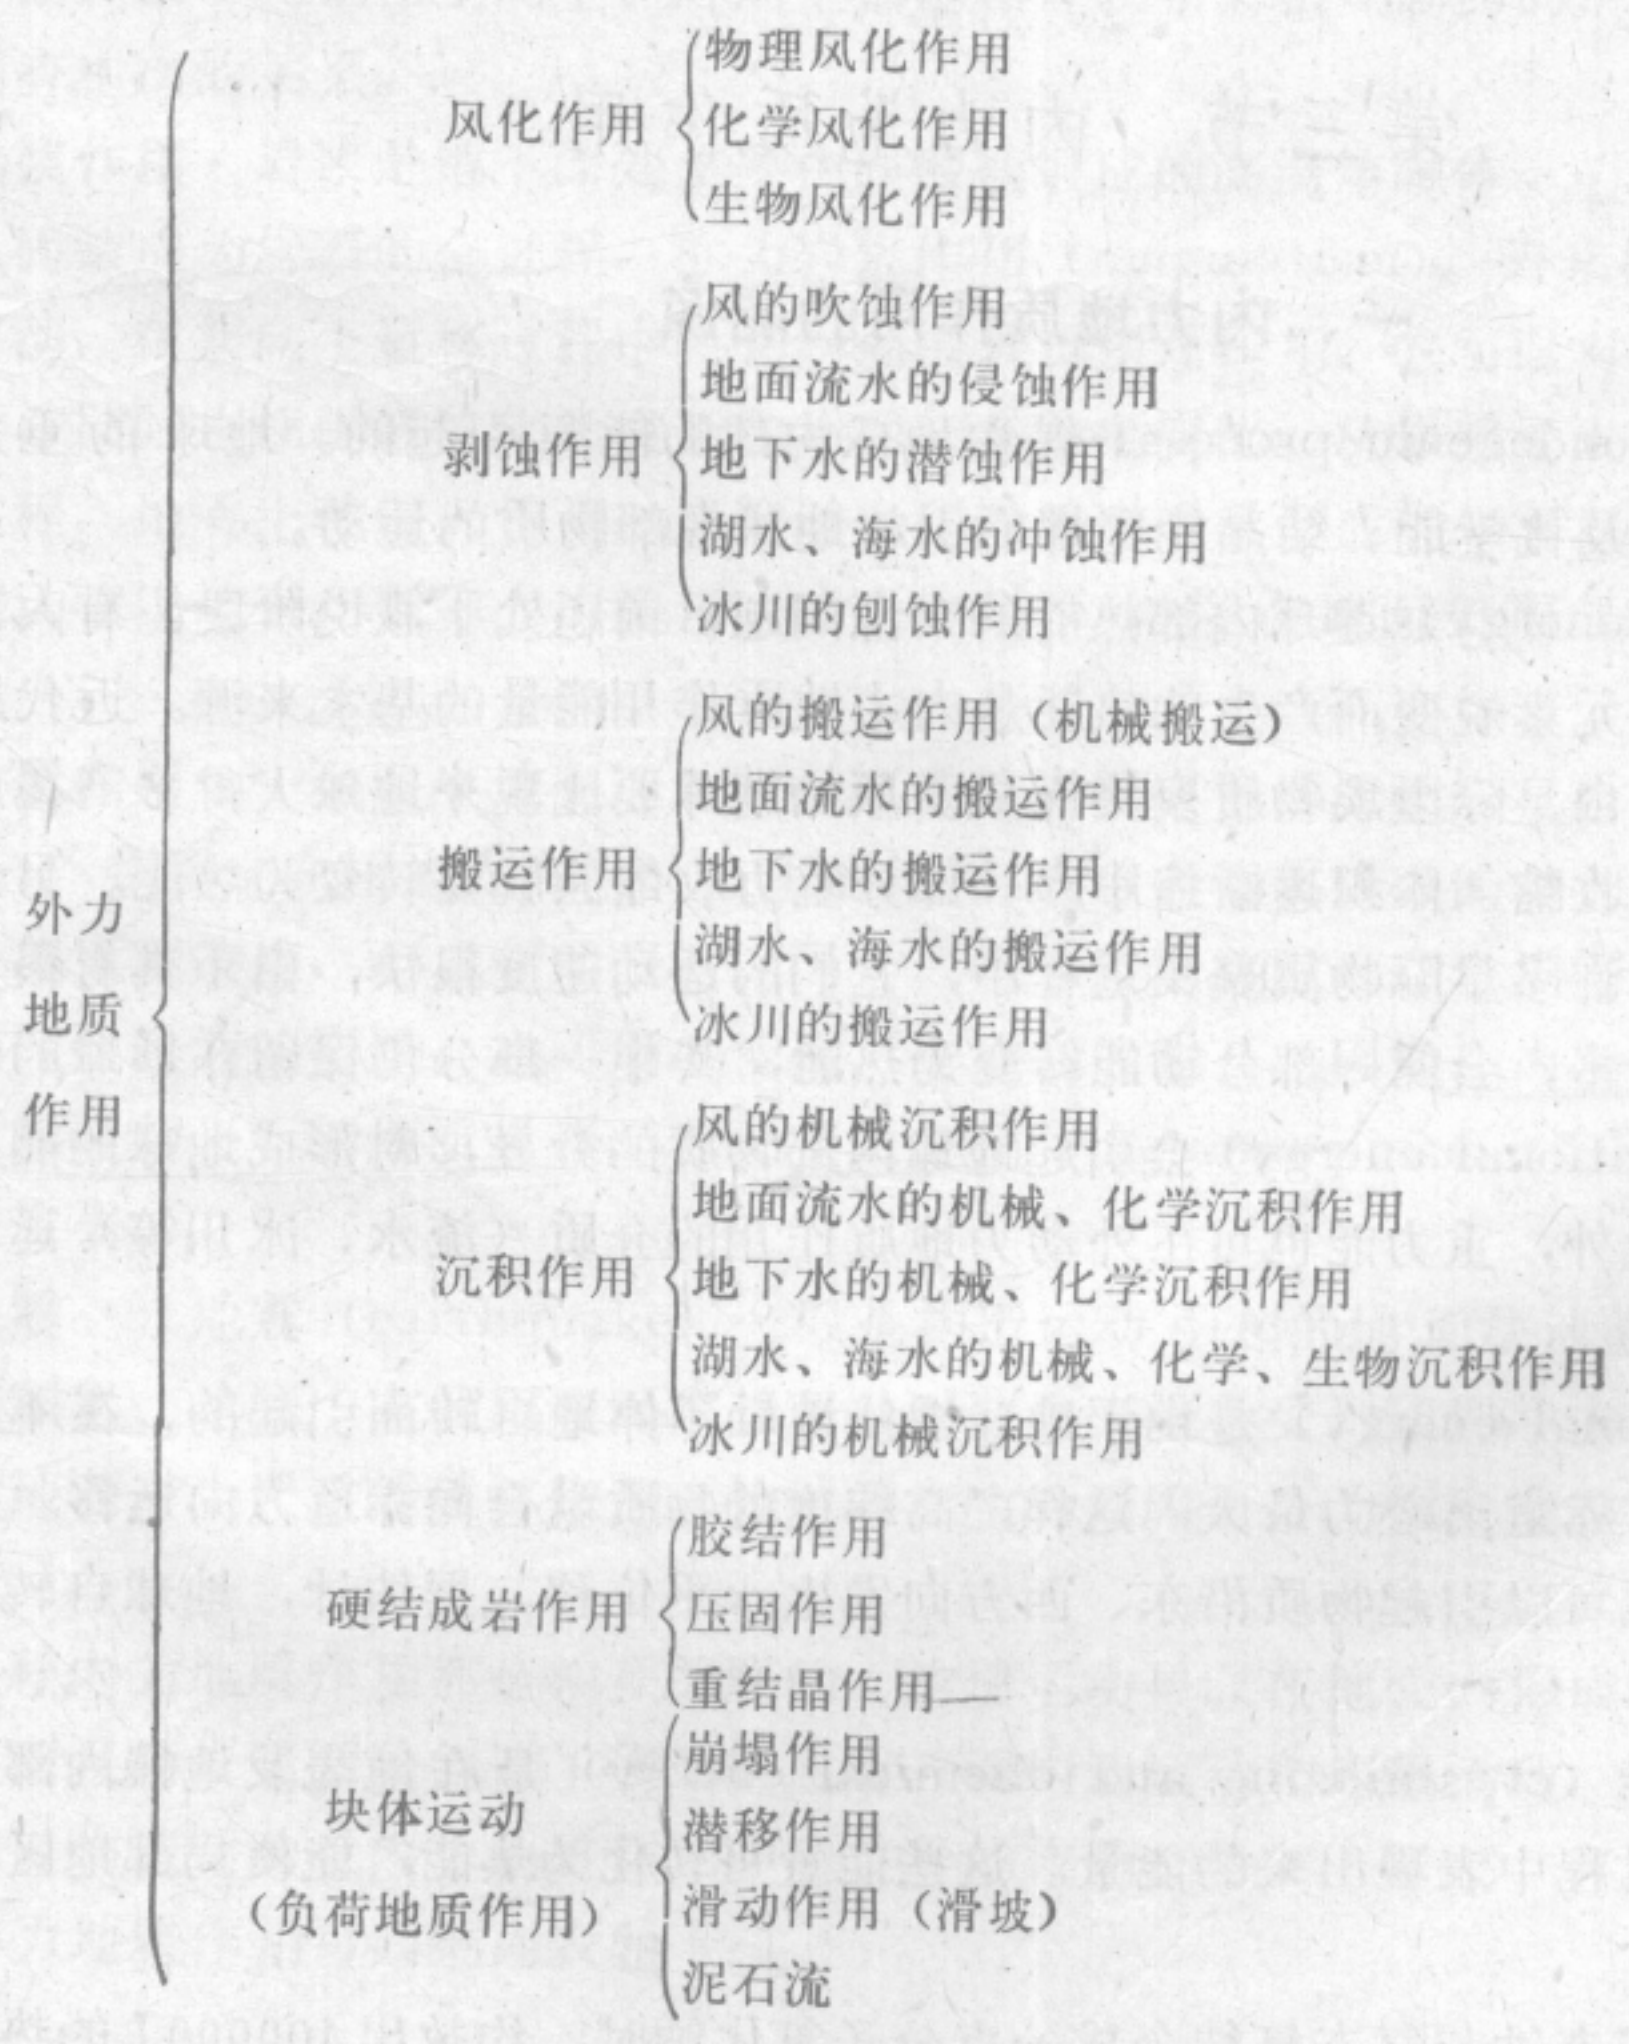 外力
地质
作用
风化作用
物理风化作用
化学风化作用
生物风化作用
剥蚀作用
风的吹蚀作用
地面流水的侵蚀作用
地下水的潜蚀作用
湖水、海水的冲蚀作用
冰川的刨蚀作用
搬运作用
风的搬运作用（机械搬运）
地面流水的搬运作用
地下水的搬运作用
湖水、海水的搬运作用
冰川的搬运作用
沉积作用
风的机械沉积作用
地面流水的机械、化学沉积作用
地下水的机械、化学沉积作用
湖水、海水的机械、化学、生物沉积作用
冰川的机械沉积作用
硬结成岩作用
胶结作用
压固作用
重结晶作用
块体运动
（负荷地质作用）
崩塌作用
潜移作用
滑动作用（滑坡）
泥石流